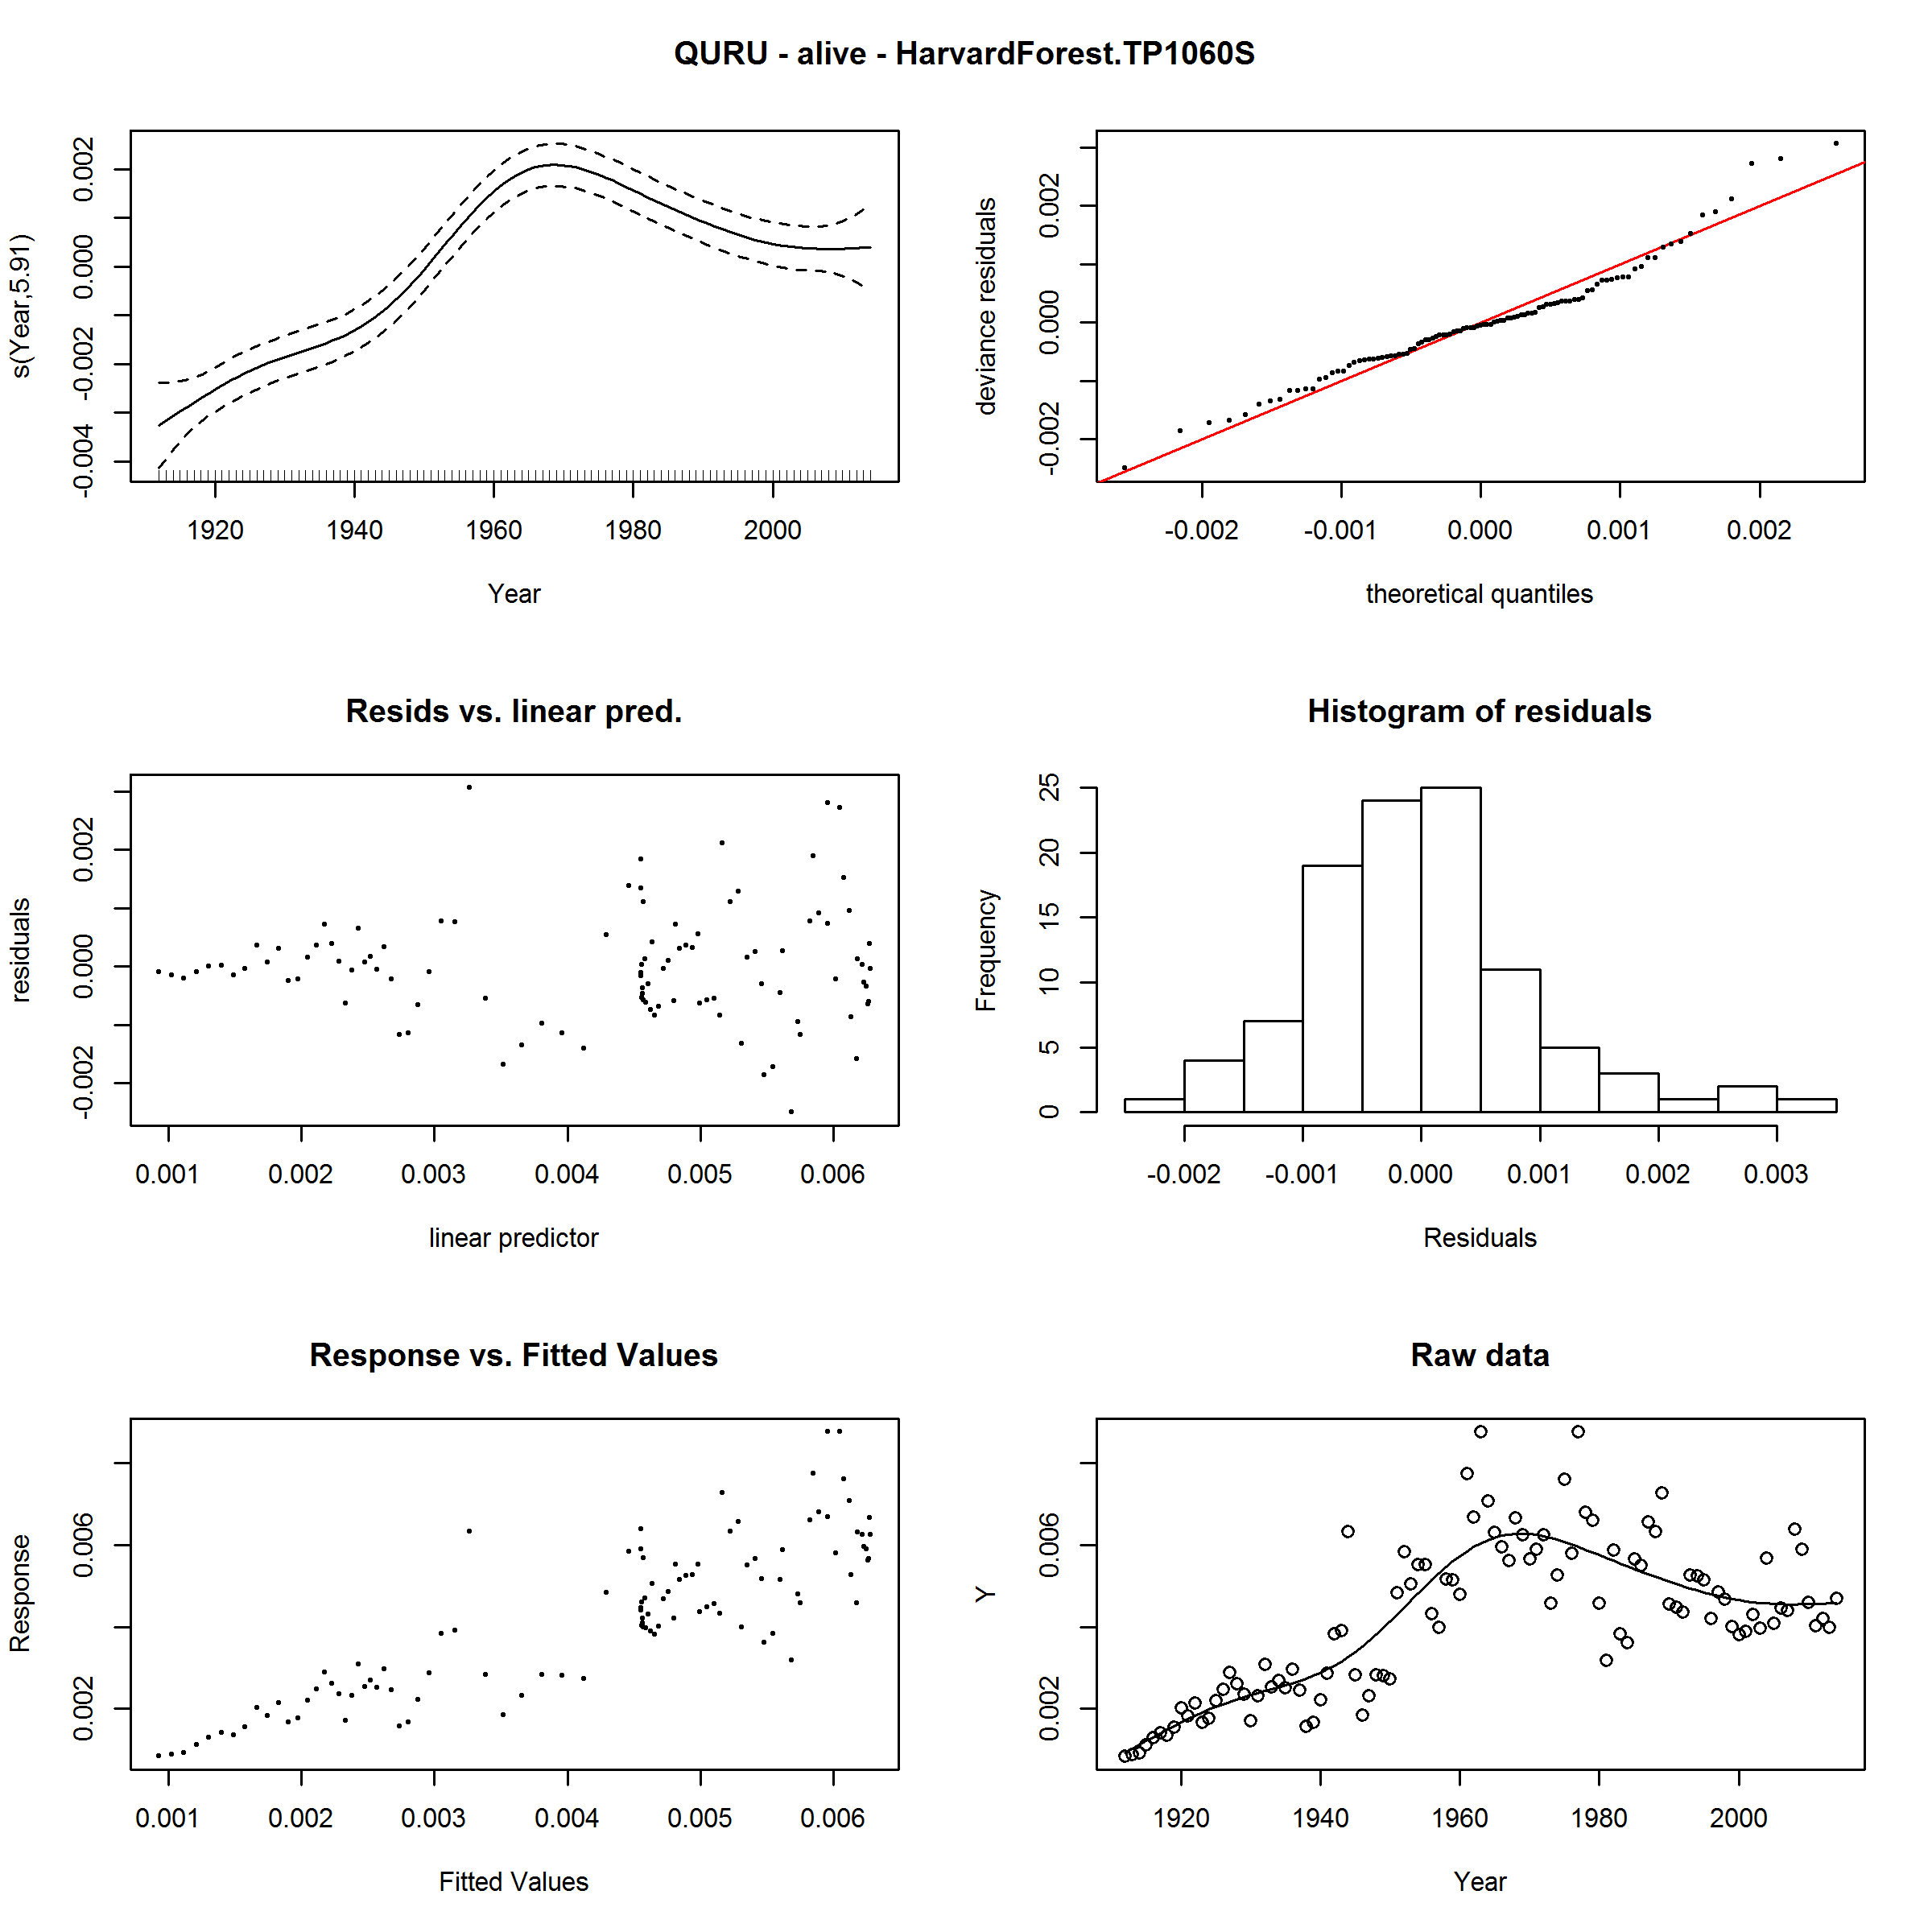 QURU - alive - HarvardForest.TP1060S
s(Year,5.91)
0.002
0.000
-0.002
-0.004
1920 1940 1960 1980 2000
Year
deviance residuals
0.002
0.000
-0.002
-0.002 -0.001 0.000 0.001 0.002
theoretical quantiles
Resids vs. linear pred.
residuals
0.002
0.000
-0.002
0.001 0.002 0.003 0.004 0.005 0.006
linear predictor
Histogram of residuals
Frequency
25
20
15
10
5
0
-0.002 -0.001 0.000 0.001 0.002 0.003
Residuals
Response vs. Fitted Values
Response
0.006
0.002
0.001 0.002 0.003 0.004 0.005 0.006
Fitted Values
Raw data
Y
0.006
0.002
1920 1940 1960 1980 2000
Year